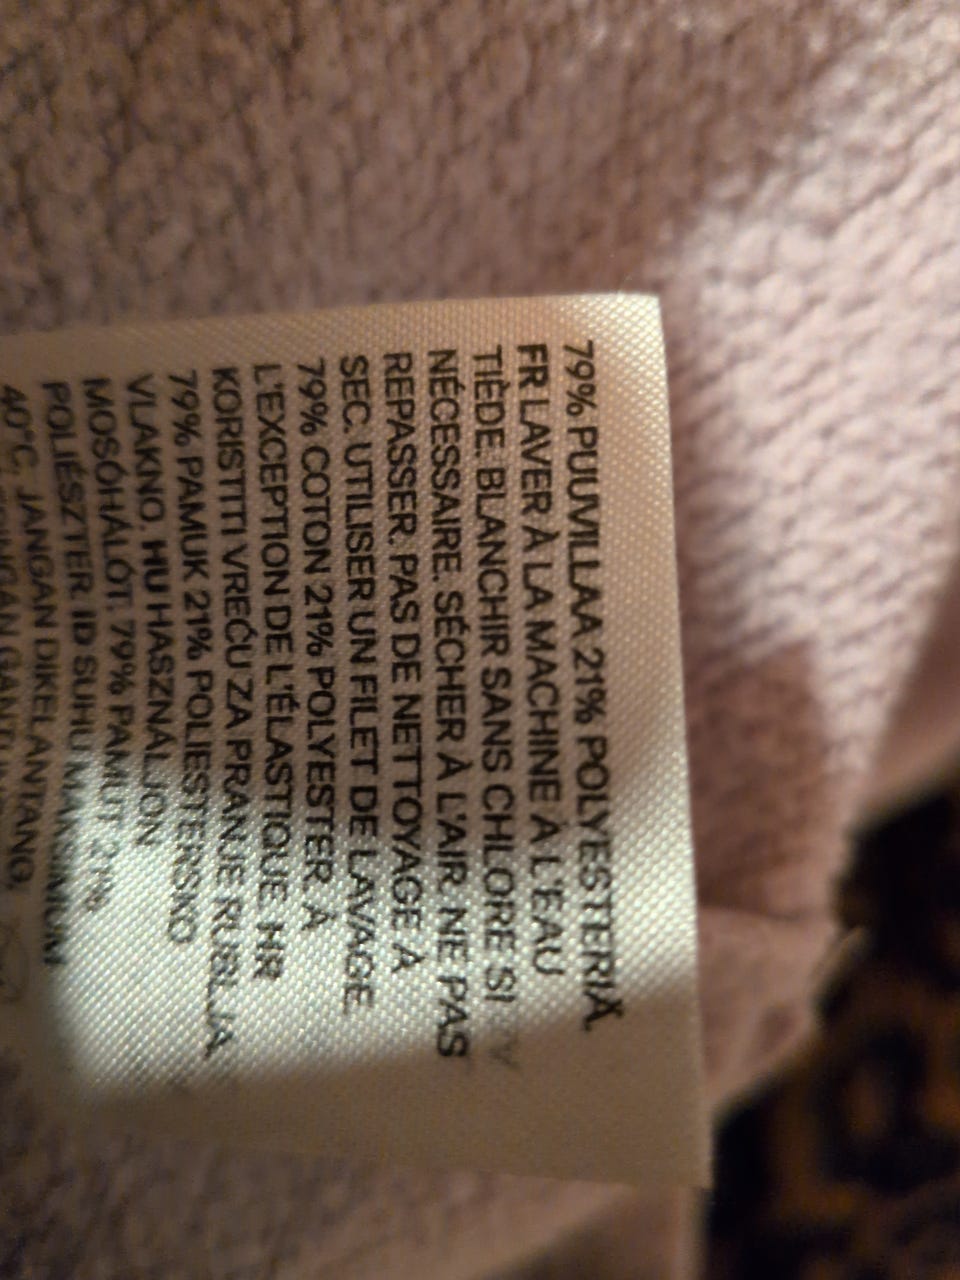 79% PUUVILLAA 21% POLYESTERIÄ.
FR LAVER À LA MACHINE À L'EAU
TIÈDE. BLANCHIR SANS CHLORE SI
NÉCESSAIRE. SÉCHER À L'AIR. NE PAS
REPASSER. PAS DE NETTOYAGE À
SEC. UTILISER UN FILET DE LAVAGE.
79% COTON 21% POLYESTER. À
L'EXCEPTION DE L'ÉLASTIQUE. HR
KORISTITI VREĆU ZA PRANJE RUBLJA.
79% PAMUK 21% POLIESTERSKO
VLAKNO. HU HASZNÁLJON
MOSÓHÁLÓT. 79% PAMUT
POLIÉSZTER. ID SUHU
40°C. JANGAN DIKELANTANG.